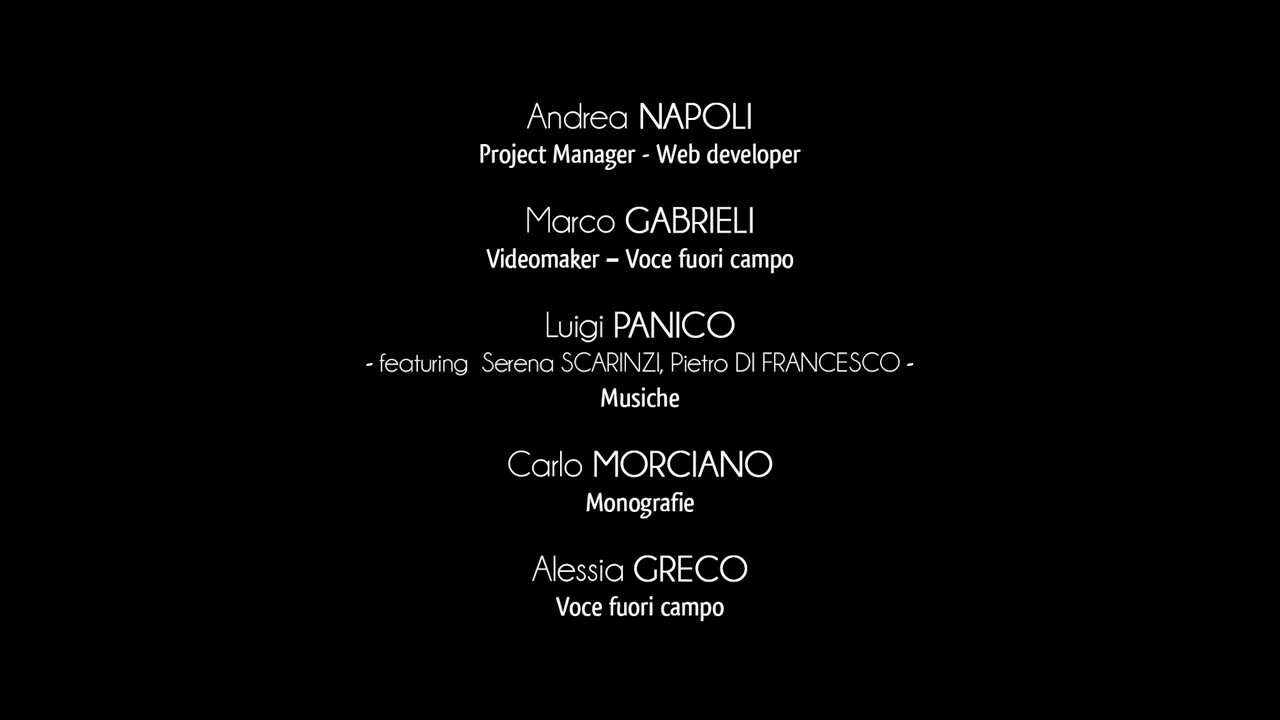 Andrea NAPOLI
Project Manager - Web developer
Marco GABRIELI
Videomaker – Voce fuori campo
Luigi PANICO
- featuring  Serena SCARINZI, Pietro DI FRANCESCO -
Musiche
Carlo MORCIANO
Monografie
Alessia GRECO
Voce fuori campo